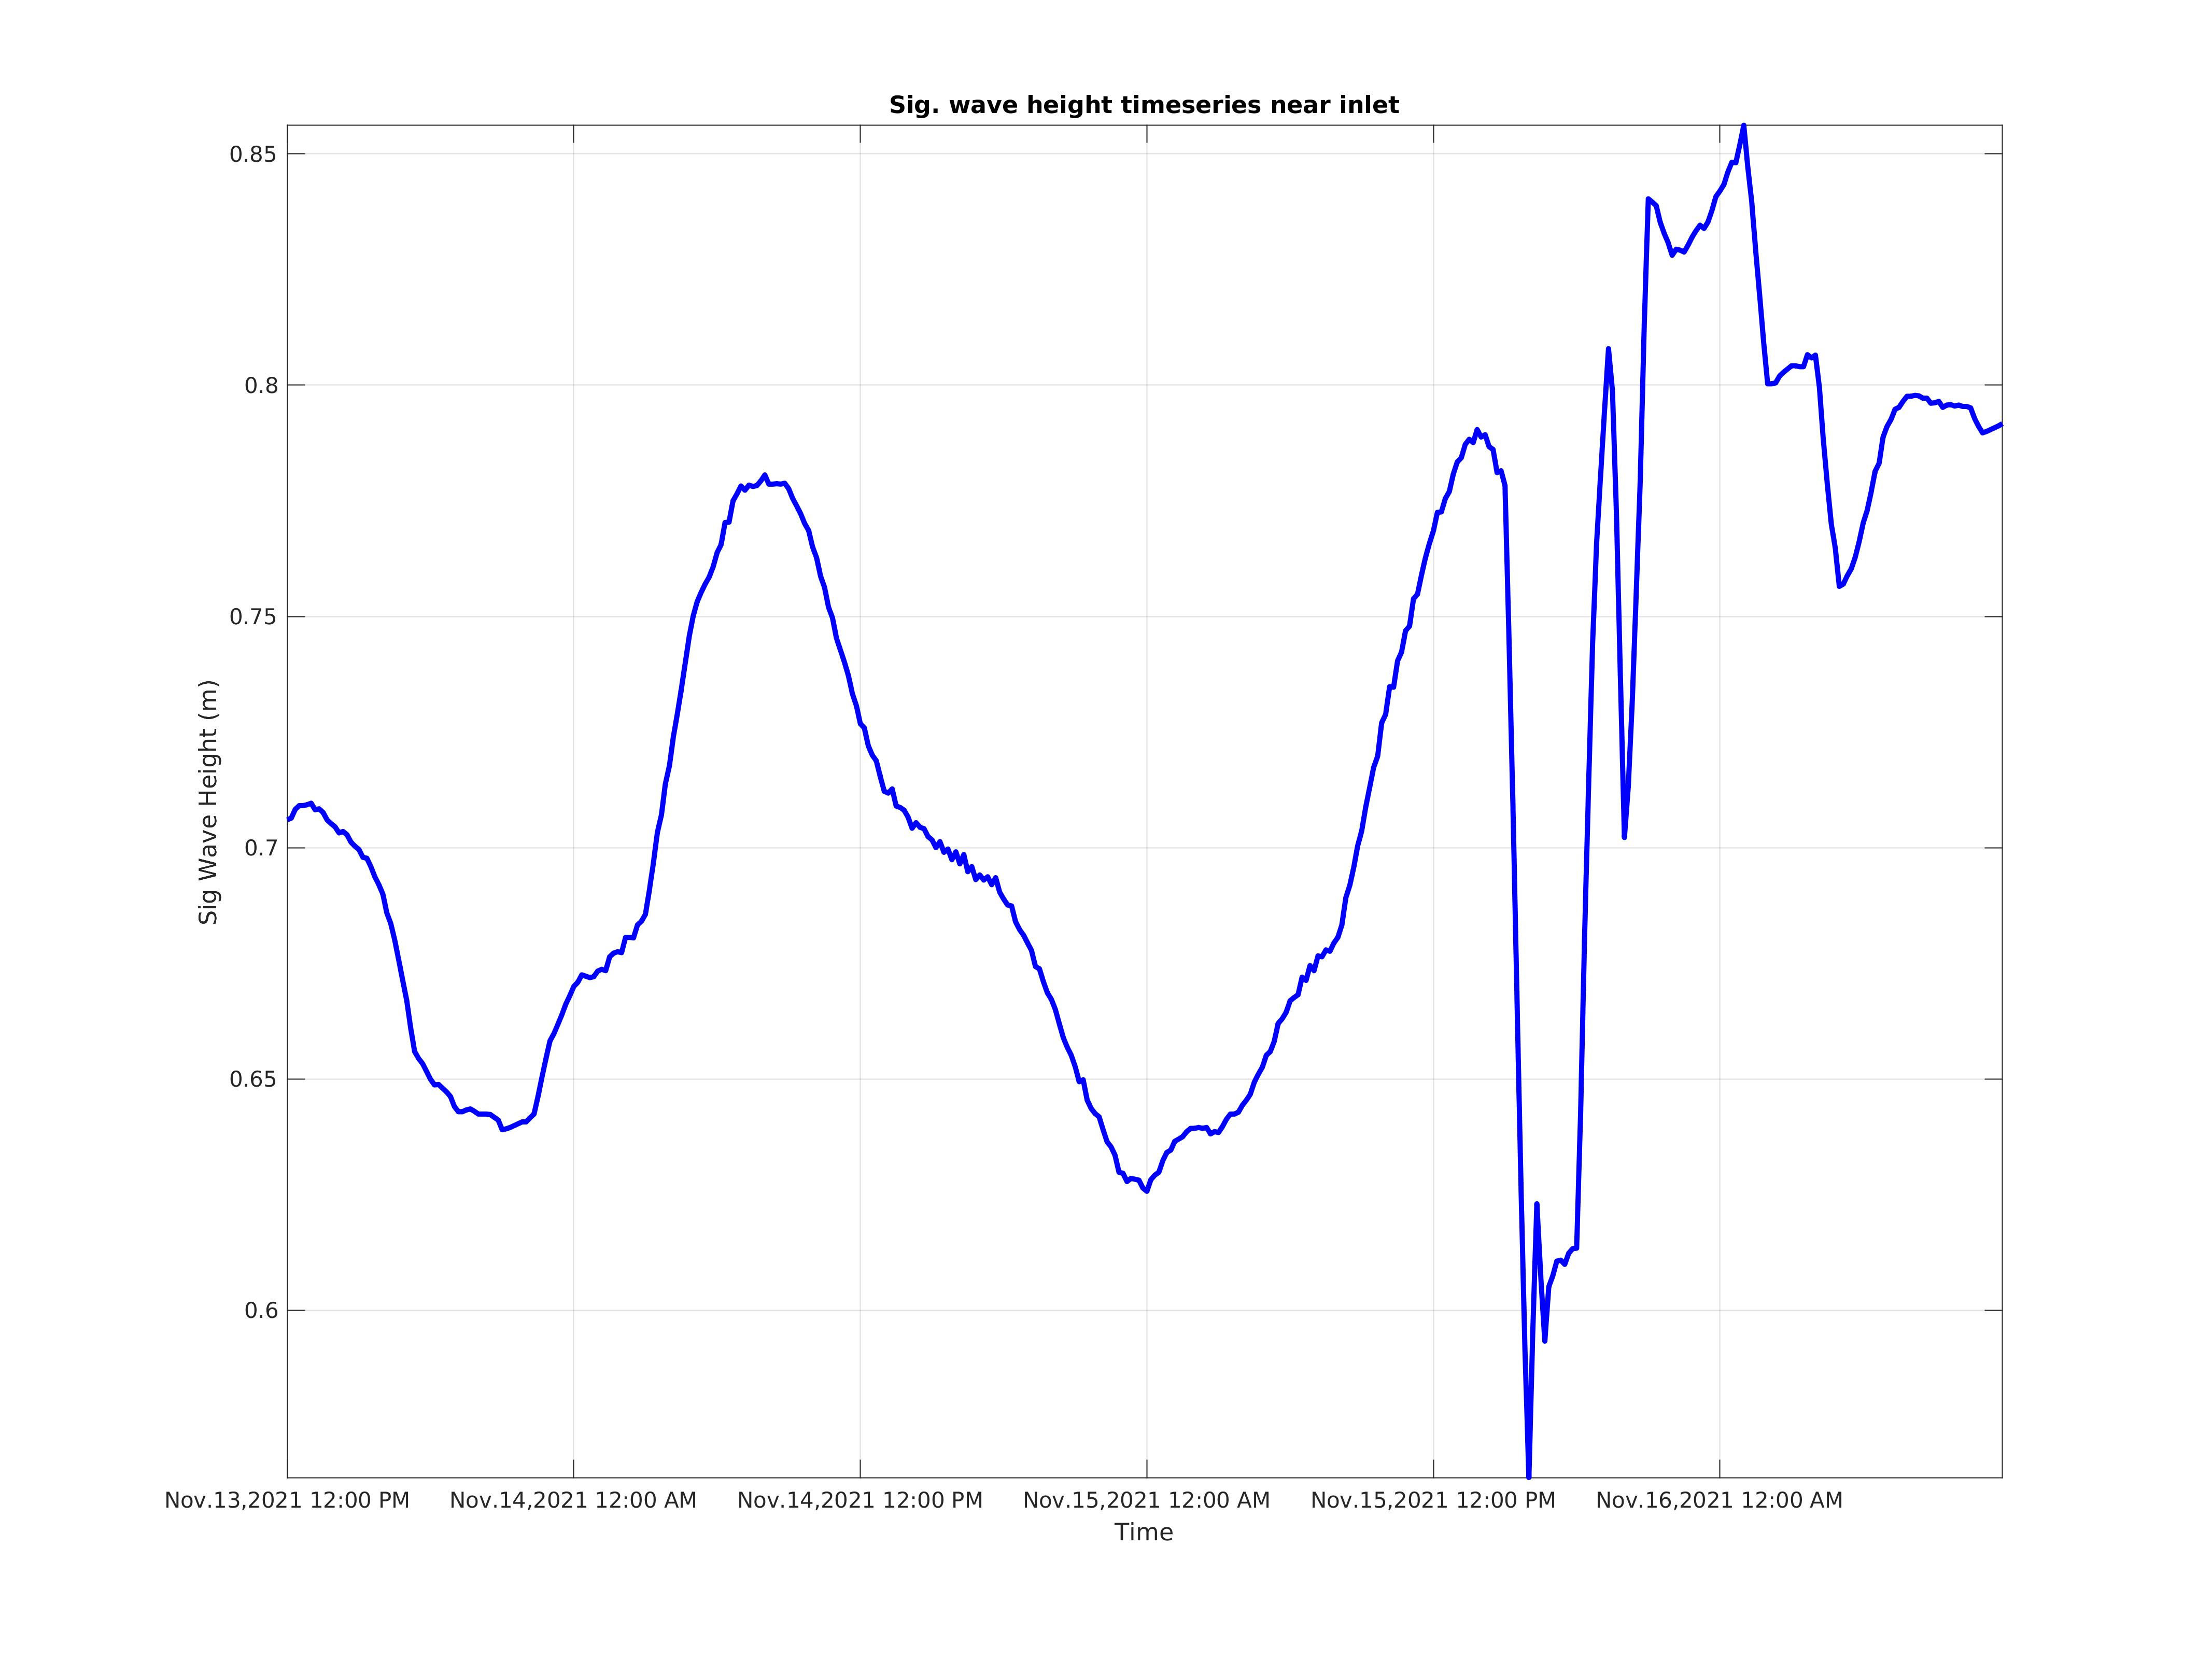 Sig. wave height timeseries near inlet
0.85
0.8
0.75
0.7
0.65
0.6
Sig Wave Height (m)
Nov.13,2021 12:00 PM
Nov.14,2021 12:00 AM
Nov.14,2021 12:00 PM
Nov.15,2021 12:00 AM
Nov.15,2021 12:00 PM
Nov.16,2021 12:00 AM
Time